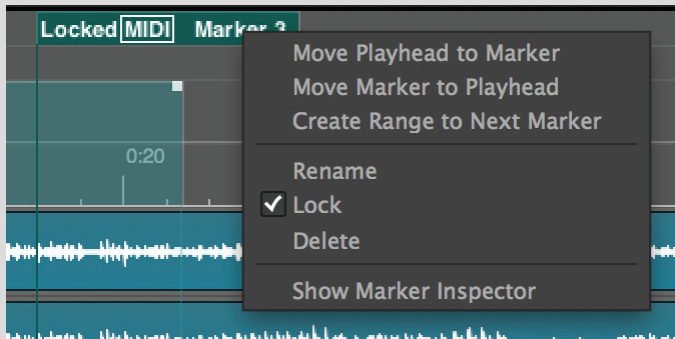 Locked MIDI Marker 3
Move Playhead to Marker
Move Marker to Playhead
Create Range to Next Marker
0:20
Rename
Lock
Delete
Show Marker Inspector